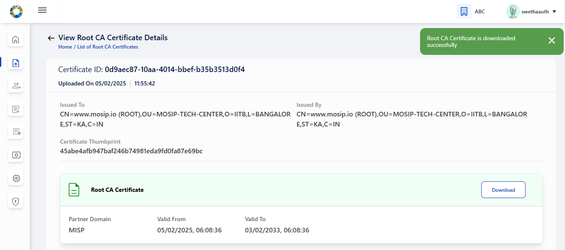 ABC
swethaauth
View Root CA Certificate Details
Home / List of Root CA Certificates
Root CA Certificate is downloaded
successfully
Certificate ID: 0d9aec87-10aa-4014-bbef-b35b3513d0f4
Uploaded On 05/02/2025 | 11:55:42
Issued To
CN=www.mosip.io (ROOT),OU=MOSIP-TECH-CENTER,O=IITB,L=BANGALOR
E,ST=KA,C=IN
Issued By
CN=www.mosip.io (ROOT),OU=MOSIP-TECH-CENTER,O=IITB,L=BANGALOR
E,ST=KA,C=IN
Certificate Thumbprint
45abe4afb947baf246b74981eda9fd0fa87e69bc
Root CA Certificate
Download
Partner Domain
MISP
Valid From
05/02/2025, 06:08:36
Valid To
03/02/2033, 06:08:36